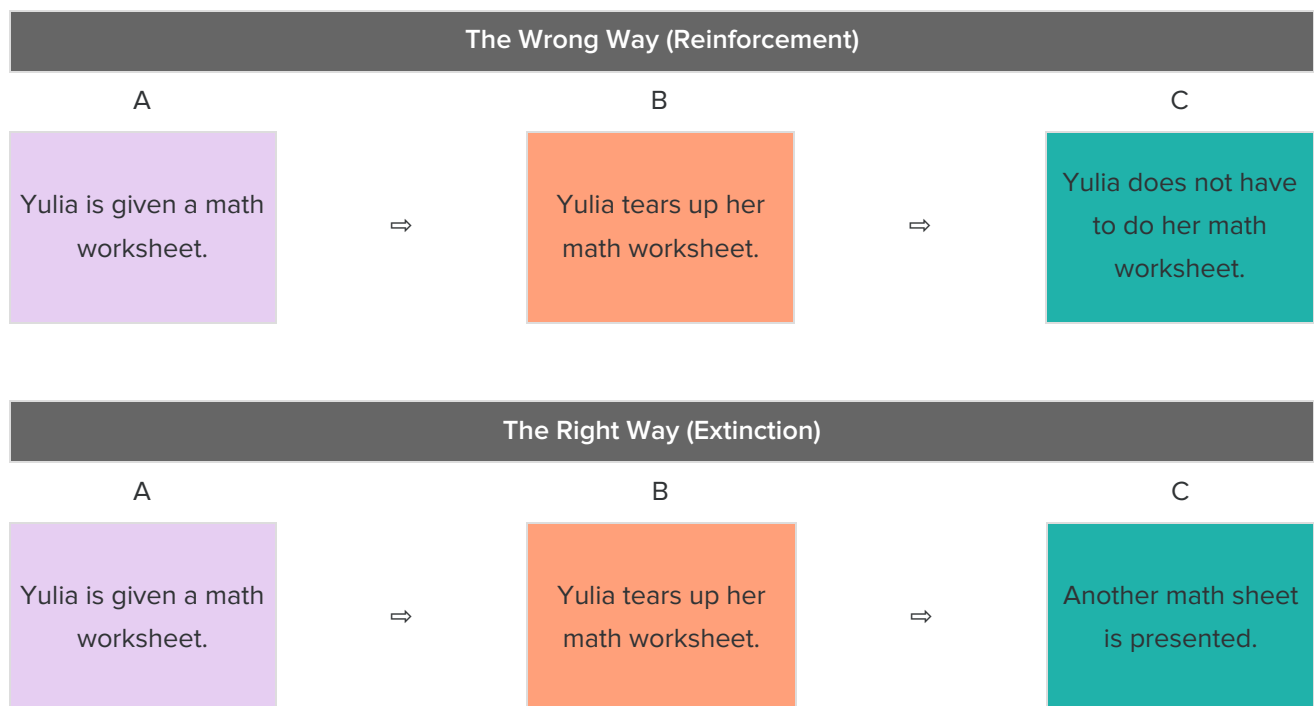 The Wrong Way (Reinforcement)
A
B
C
Yulia is given a math
worksheet.
⇨
Yulia tears up her
math worksheet.
⇨
Yulia does not have
to do her math
worksheet.
The Right Way (Extinction)
A
B
C
Yulia is given a math
worksheet.
⇨
Yulia tears up her
math worksheet.
⇨
Another math sheet
is presented.